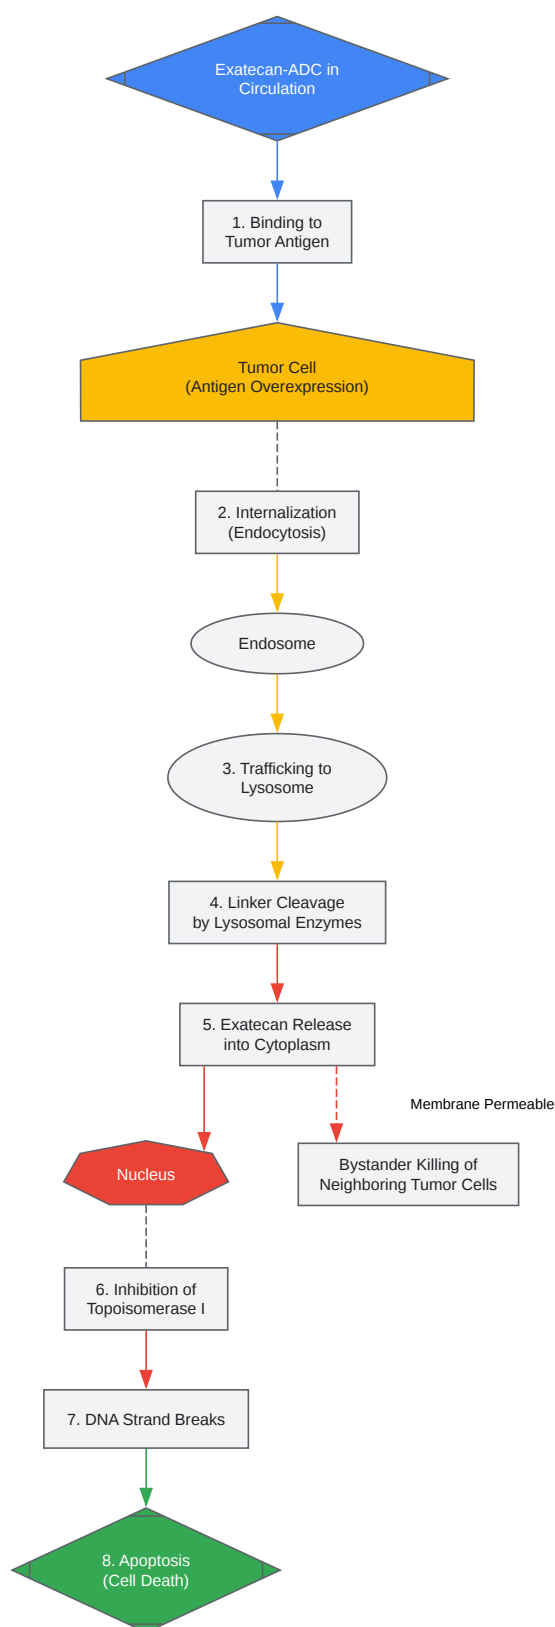 Exatecan-ADC in
Circulation
1. Binding to
Tumor Antigen
Tumor Cell
(Antigen Overexpression)
2. Internalization
(Endocytosis)
Endosome
3. Trafficking to
Lysosome
4. Linker Cleavage
by Lysosomal Enzymes
5. Exatecan Release
into Cytoplasm
Membrane Permeable
Nucleus
Bystander Killing of
Neighboring Tumor Cells
6. Inhibition of
Topoisomerase I
7. DNA Strand Breaks
8. Apoptosis
(Cell Death)